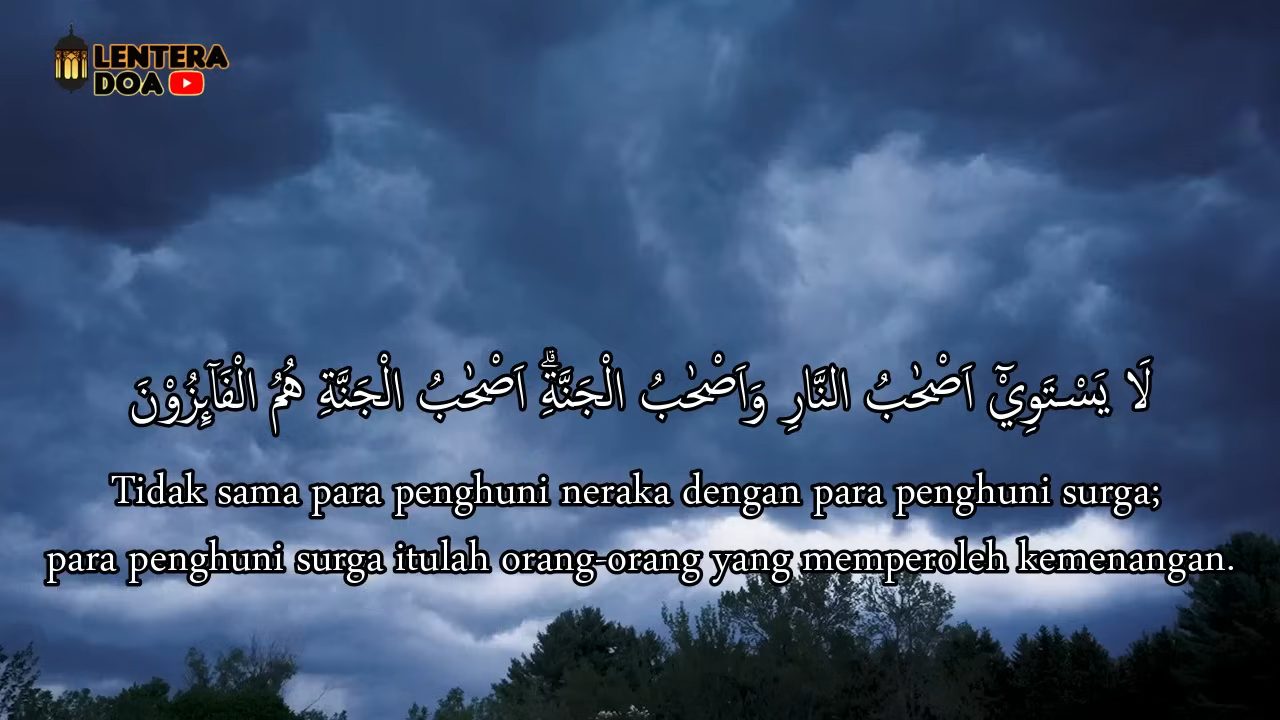 LENTERA
DOA
لَا يَسْتَوِيْٓ اَصْحٰبُ النَّارِ وَاَصْحٰبُ الْجَنَّةِۗ اَصْحٰبُ الْجَنَّةِ هُمُ الْفَاۤىِٕزُوْنَ
Tidak sama para penghuni neraka dengan para penghuni surga;
para penghuni surga itulah orang-orang yang memperoleh kemenangan.